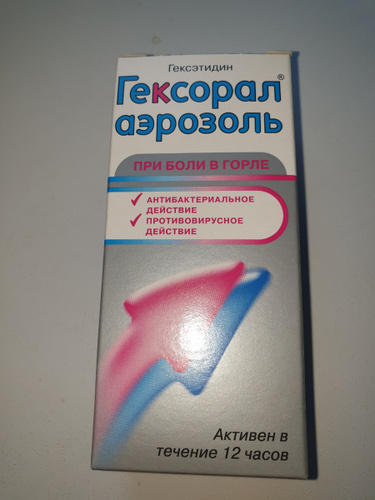 Гексэтидин
Гексорал®
аэрозоль
ПРИ БОЛИ В ГОРЛЕ
АНТИБАКТЕРИАЛЬНОЕ
ДЕЙСТВИЕ
ПРОТИВОВИРУСНОЕ
ДЕЙСТВИЕ
Активен в
течение 12 часов